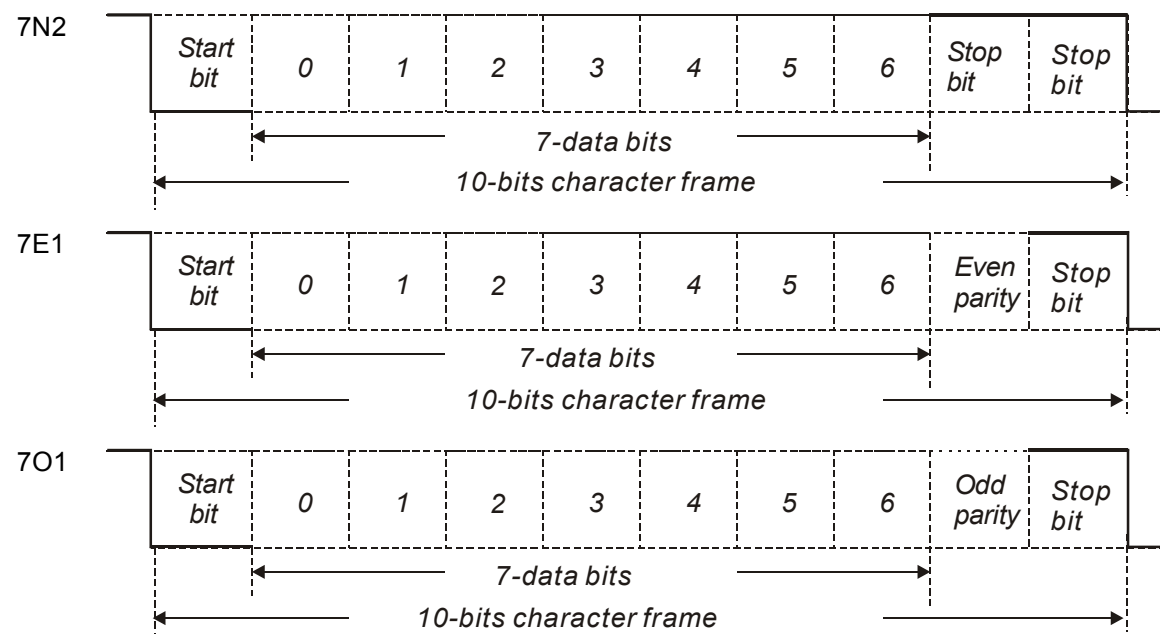 7N2
Start bit 0 1 2 3 4 5 6 Stop bit Stop bit
7-data bits
10-bits character frame
7E1
Start bit 0 1 2 3 4 5 6 Even parity Stop bit
7-data bits
10-bits character frame
7O1
Start bit 0 1 2 3 4 5 6 Odd parity Stop bit
7-data bits
10-bits character frame